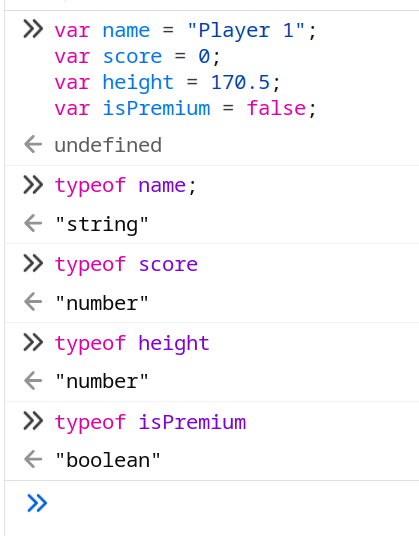 » var name = "Player 1";
var score = 0;
var height = 170.5;
var isPremium = false;
← undefined
» typeof name;
← "string"
» typeof score
← "number"
» typeof height
← "number"
» typeof isPremium
← "boolean"
»